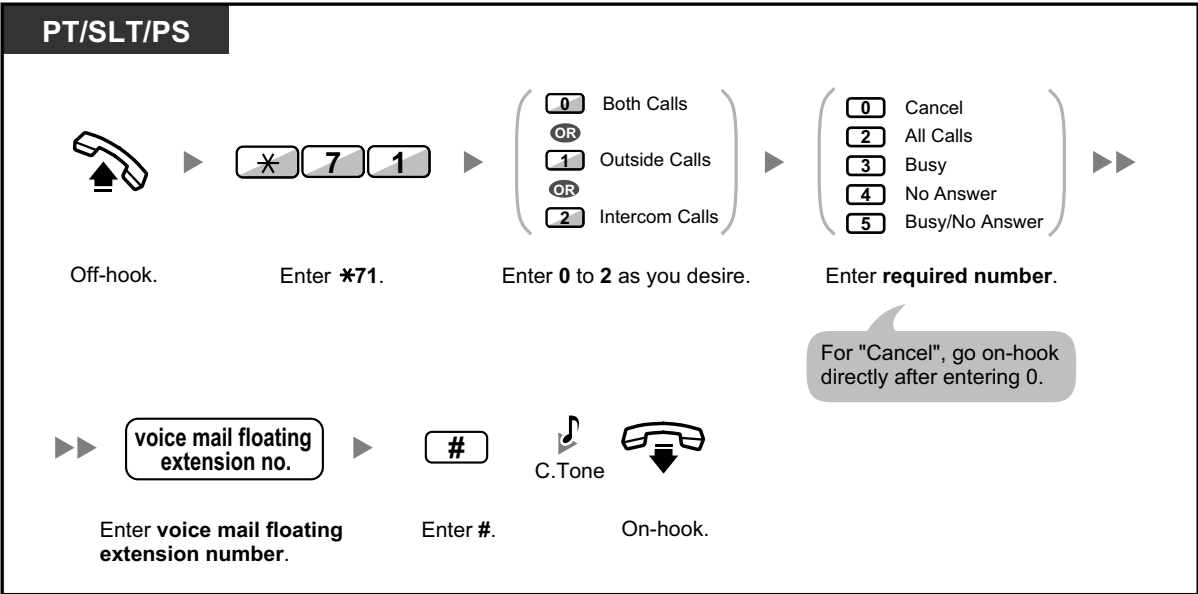 PT/SLT/PS
0 Both Calls
OR
1 Outside Calls
OR
2 Intercom Calls
0 Cancel
2 All Calls
3 Busy
4 No Answer
5 Busy/No Answer
* 7 1
Off-hook.
Enter *71.
Enter 0 to 2 as you desire.
Enter required number.
For "Cancel", go on-hook
directly after entering 0.
voice mail floating
extension no.
#
C.Tone
Enter voice mail floating
extension number.
Enter #.
On-hook.